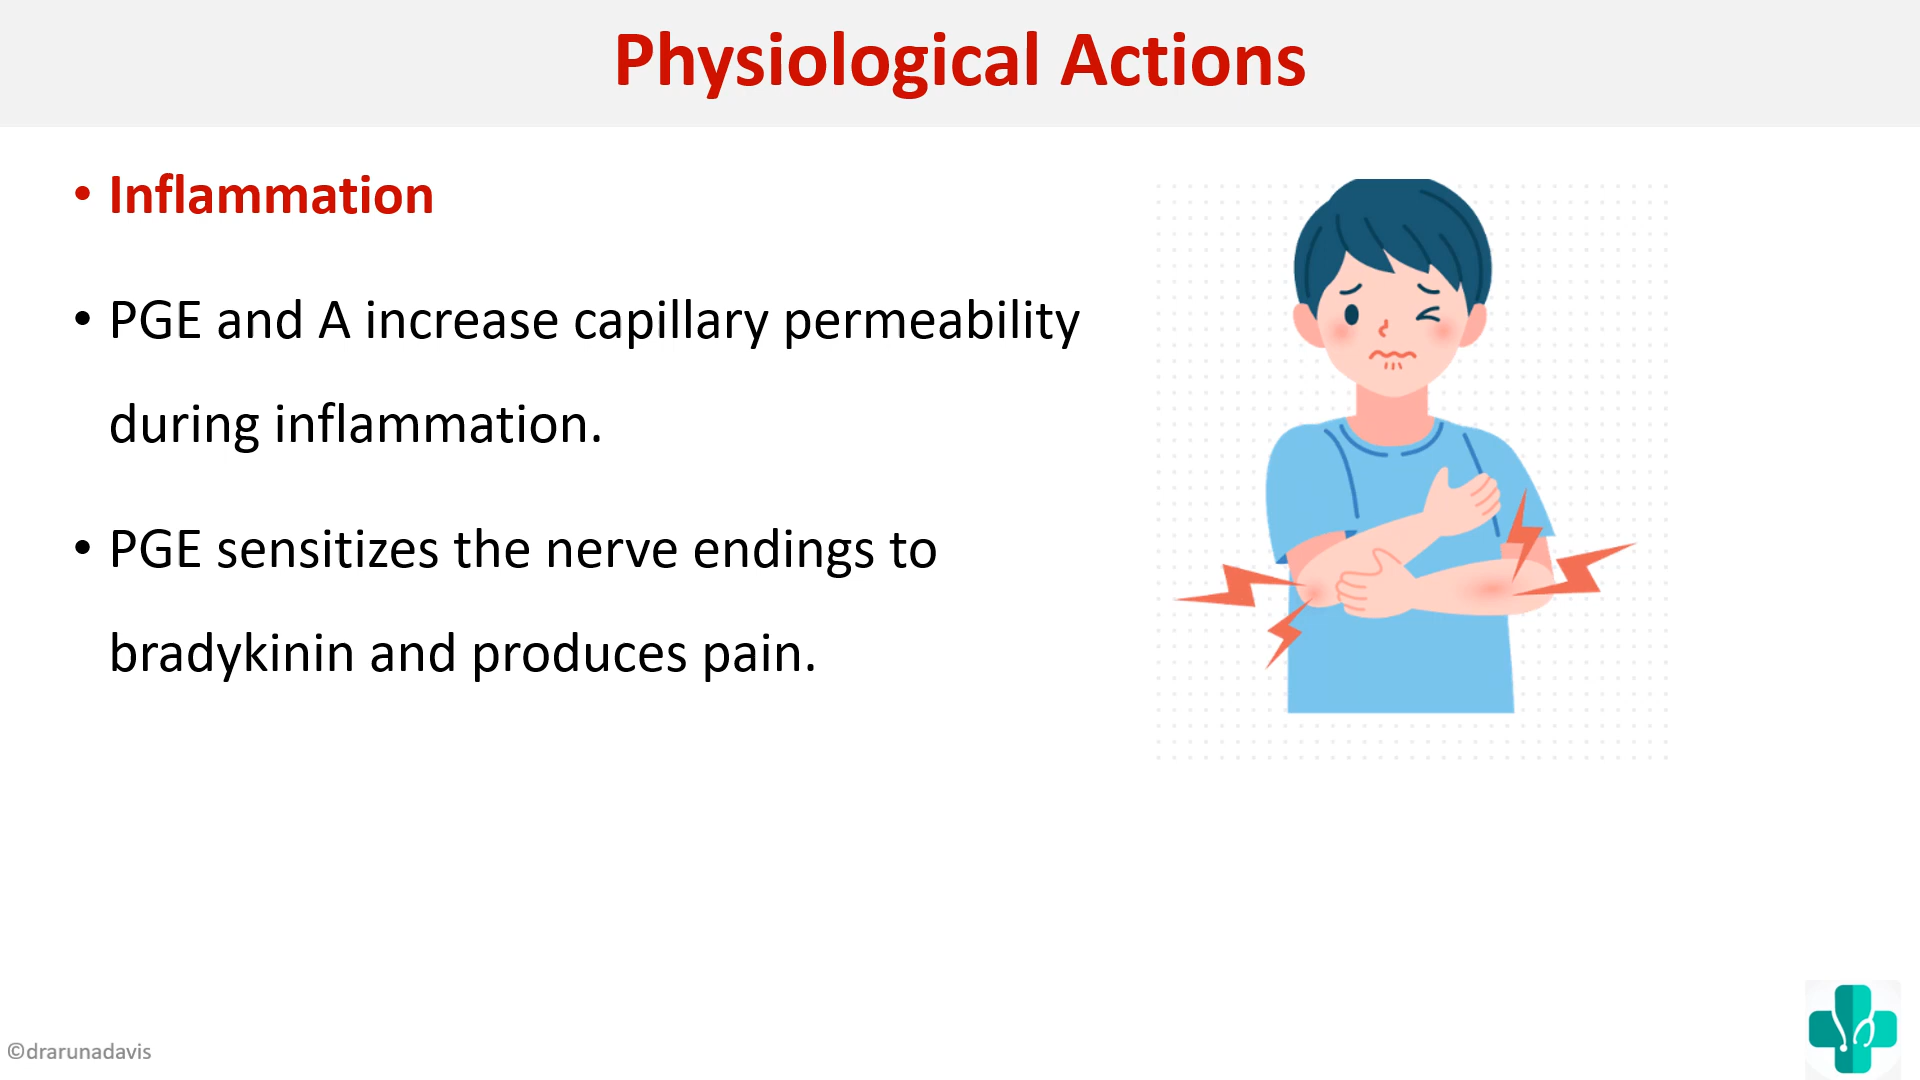 Physiological Actions
• Inflammation
• PGE and A increase capillary permeability
during inflammation.
• PGE sensitizes the nerve endings to
bradykinin and produces pain.
©drarunadavis